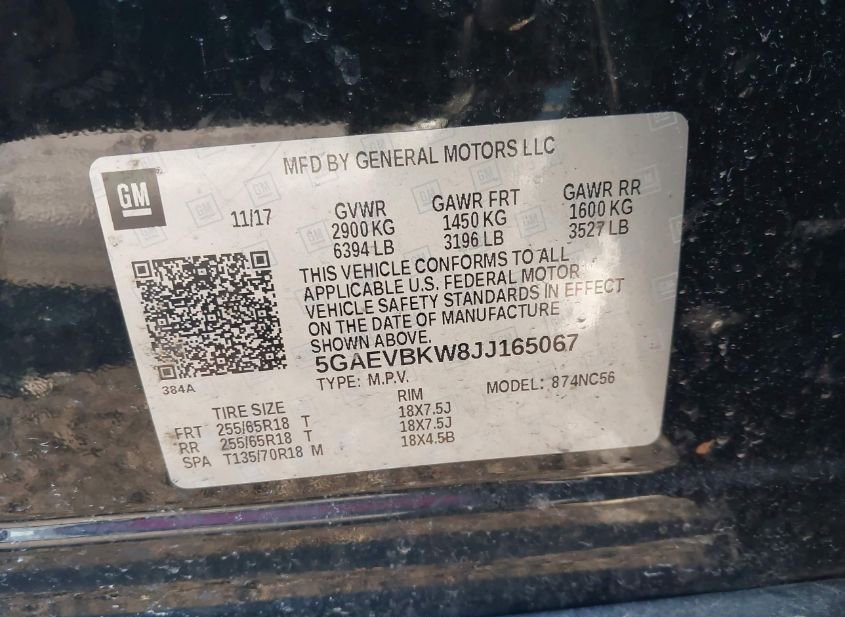 MFD BY GENERAL MOTORS LLC
GM
11/17
GVWR GAWR FRT GAWR RR
2900 KG 1450 KG 1600 KG
6394 LB 3196 LB 3527 LB
THIS VEHICLE CONFORMS TO ALL
APPLICABLE U.S. FEDERAL MOTOR
VEHICLE SAFETY STANDARDS IN EFFECT
ON THE DATE OF MANUFACTURE
SHOWN ABOVE.
5GAEVBKW8JJ165067
384A
TYPE: M.P.V. MODEL: 874NC56
TIRE SIZE RIM
FRT 255/65R18 T 18X7.5J
RR 255/65R18 T 18X7.5J
SPA T135/70R18 M 18X4.5B